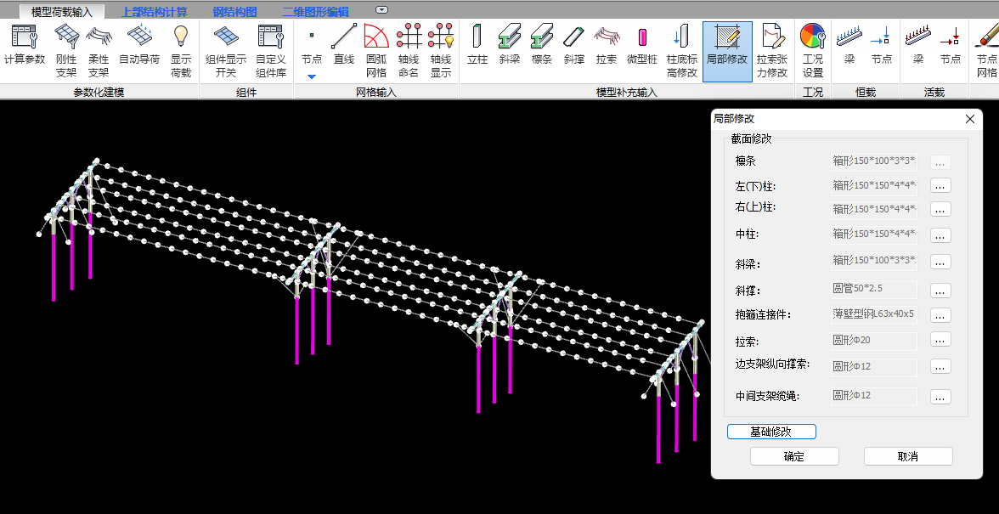 模型荷载输入 上部结构计算 钢结构图 二维图形编辑
计算参数 刚性支架 柔性支架 自动导荷 显示荷载 组件显示开关 自定义组件库 节点 直线 圆弧网格 轴线命名 轴线显示 立柱 斜梁 檩条 斜撑 拉索 微型桩 柱底标高修改 局部修改 拉索张力修改 工况设置 梁 节点 梁 节点 节点网格
参数化建模 组件 网格输入 模型补充输入 工况 恒载 活载
局部修改
截面修改
檩条 箱形150*100*3*3* ...
左(下)柱: 箱形150*150*4*4* ...
右(上)柱: 箱形150*150*4*4* ...
中柱: 箱形150*150*4*4* ...
斜梁: 箱形150*100*3*3* ...
斜撑: 圆管50*2.5 ...
抱箍连接件: 薄壁型钢L63x40x5 ...
拉索: 圆形Φ20 ...
边支架纵向撑索: 圆形Φ12 ...
中间支架缆绳: 圆形Φ12 ...
基础修改
确定 取消